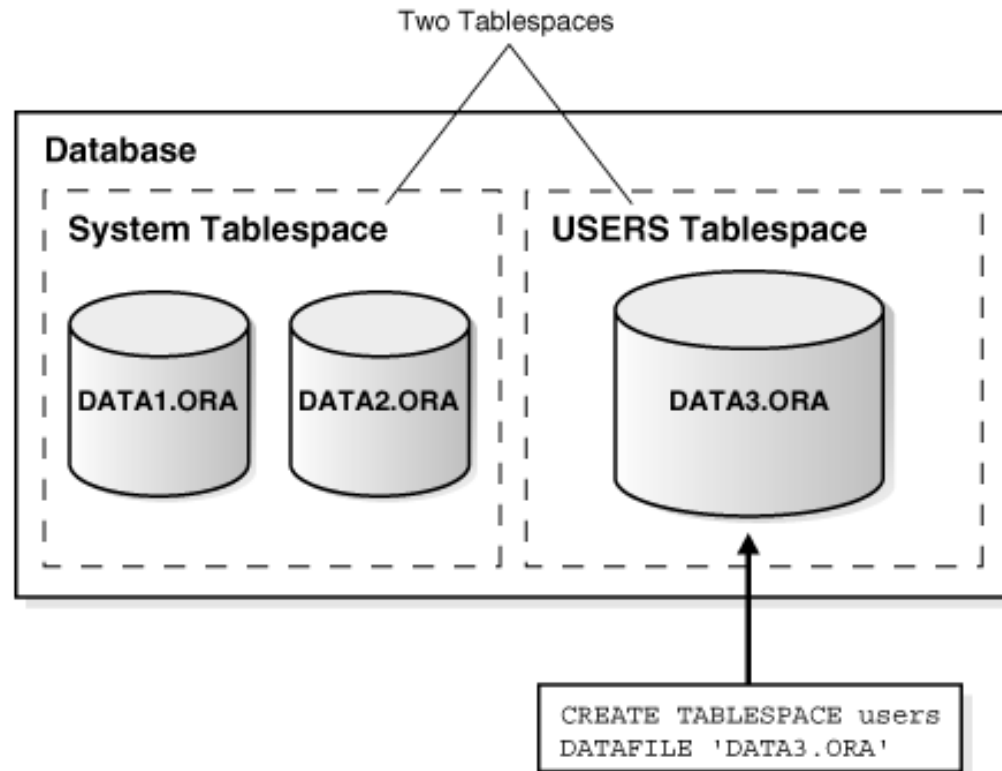 Two Tablespaces
Database
System Tablespace
USERS Tablespace
DATA1.ORA
DATA2.ORA
DATA3.ORA
CREATE TABLESPACE users
DATAFILE 'DATA3.ORA'